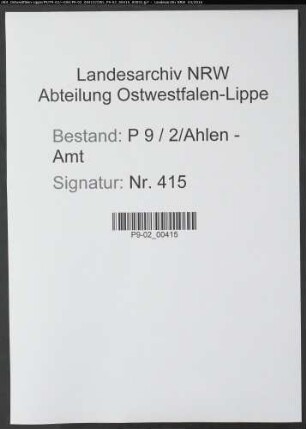 Landesarchiv NRW
Abteilung Ostwestfalen-Lippe
Bestand: P 9 / 2/Ahlen -
Amt
Signatur: Nr. 415
P9-02_00415